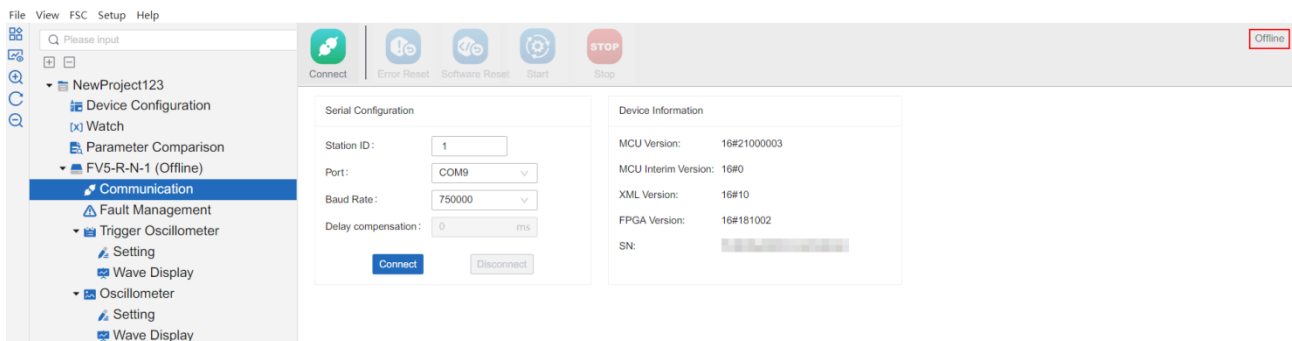 File View FSC Setup Help
Please input
Offline
Connect Error Reset Software Reset Start STOP Stop
NewProject123
Device Configuration
[x] Watch
Parameter Comparison
FV5-R-N-1 (Offline)
Communication
Fault Management
Trigger Oscillometer
Setting
Wave Display
Oscillometer
Setting
Wave Display
Serial Configuration
Station ID: 1
Port: COM9
Baud Rate: 750000
Delay compensation: 0 ms
Connect Disconnect
Device Information
MCU Version: 16#21000003
MCU Interim Version: 16#0
XML Version: 16#10
FPGA Version: 16#181002
SN: